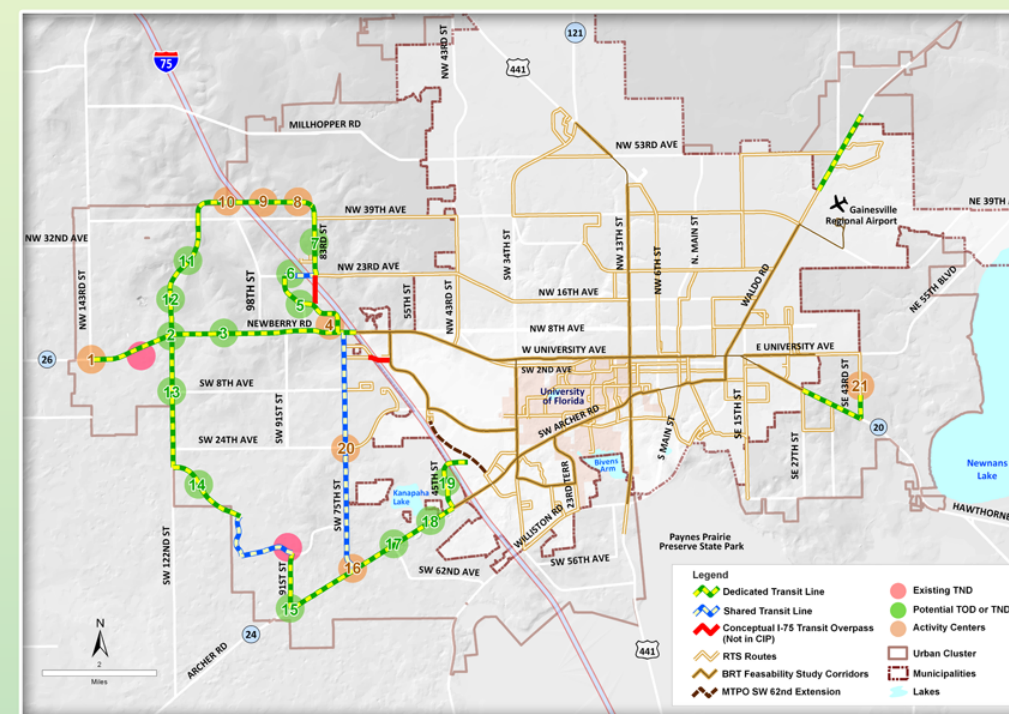 121
NW 43RD ST
75
441
MILLHOPPER RD
NW 53RD AVE
10
9
8
NW 39TH AVE
Gainesville
Regional Airport
NE 39TH
NW 32ND AVE
7
83RD ST
SW 34TH ST
NW 13TH ST
NW 6TH ST
N. MAIN ST
11
6
NW 23RD AVE
WALDO RD
NE 55TH BLVD
NW 143RD ST
98TH ST
55TH ST
NW 43RD ST
NW 16TH AVE
12
5
NEWBERRY RD
4
2
3
NW 8TH AVE
26
1
W UNIVERSITY AVE
E UNIVERSITY AVE
SW 2ND AVE
SW 8TH AVE
13
University
of Florida
SE 43RD ST
21
SW 91ST ST
SW ARCHER RD
S MAIN ST
SE 15TH ST
20
SW 24TH AVE
20
SE 27TH ST
Bivens
Arm
Newnans
Lake
14
SW 75TH ST
Kanapaha
Lake
45TH ST
19
23RD TERR
18
WILLISTON RD
HAWTHORNE
17
Paynes Prairie
Preserve State Park
SW 122ND ST
91ST ST
16
SW 62ND AVE
SW 56TH AVE
15
24
441
ARCHER RD
N
2
Miles
Legend
Dedicated Transit Line
Shared Transit Line
Conceptual I-75 Transit Overpass
(Not in CIP)
RTS Routes
BRT Feasability Study Corridors
MTPO SW 62nd Extension
Existing TND
Potential TOD or TND
Activity Centers
Urban Cluster
Municipalities
Lakes